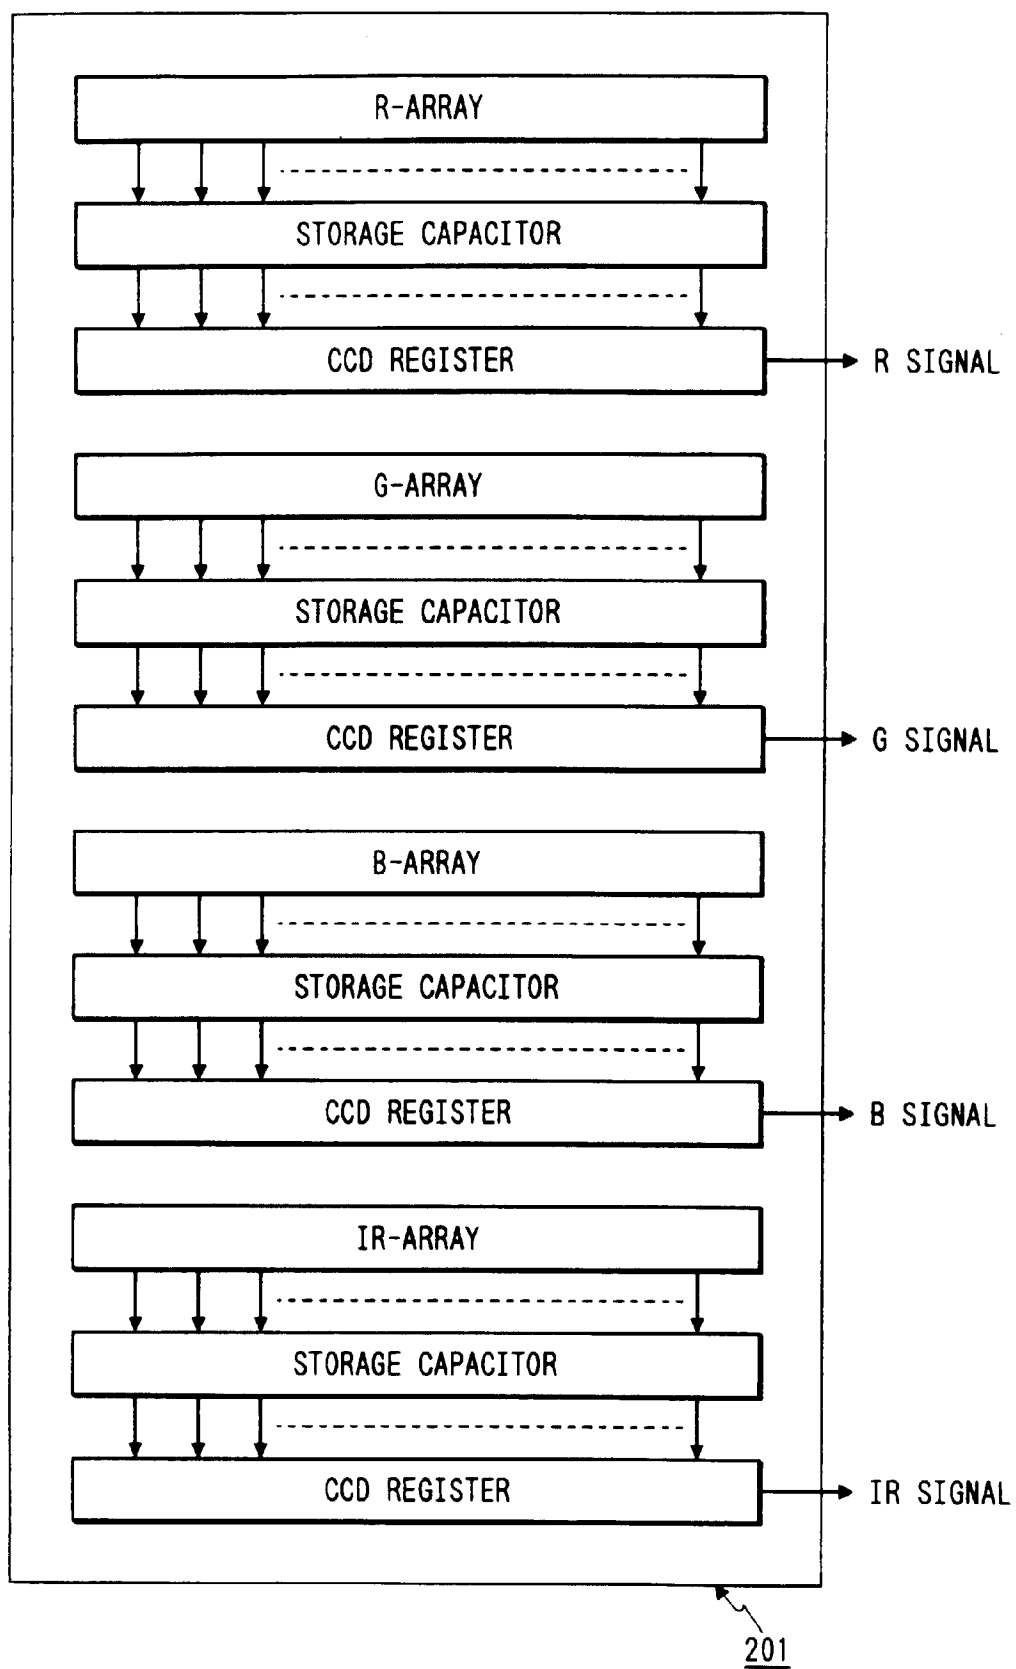 R-ARRAY
STORAGE CAPACITOR
CCD REGISTER
R SIGNAL
G-ARRAY
STORAGE CAPACITOR
CCD REGISTER
G SIGNAL
B-ARRAY
STORAGE CAPACITOR
CCD REGISTER
B SIGNAL
IR-ARRAY
STORAGE CAPACITOR
CCD REGISTER
IR SIGNAL
201